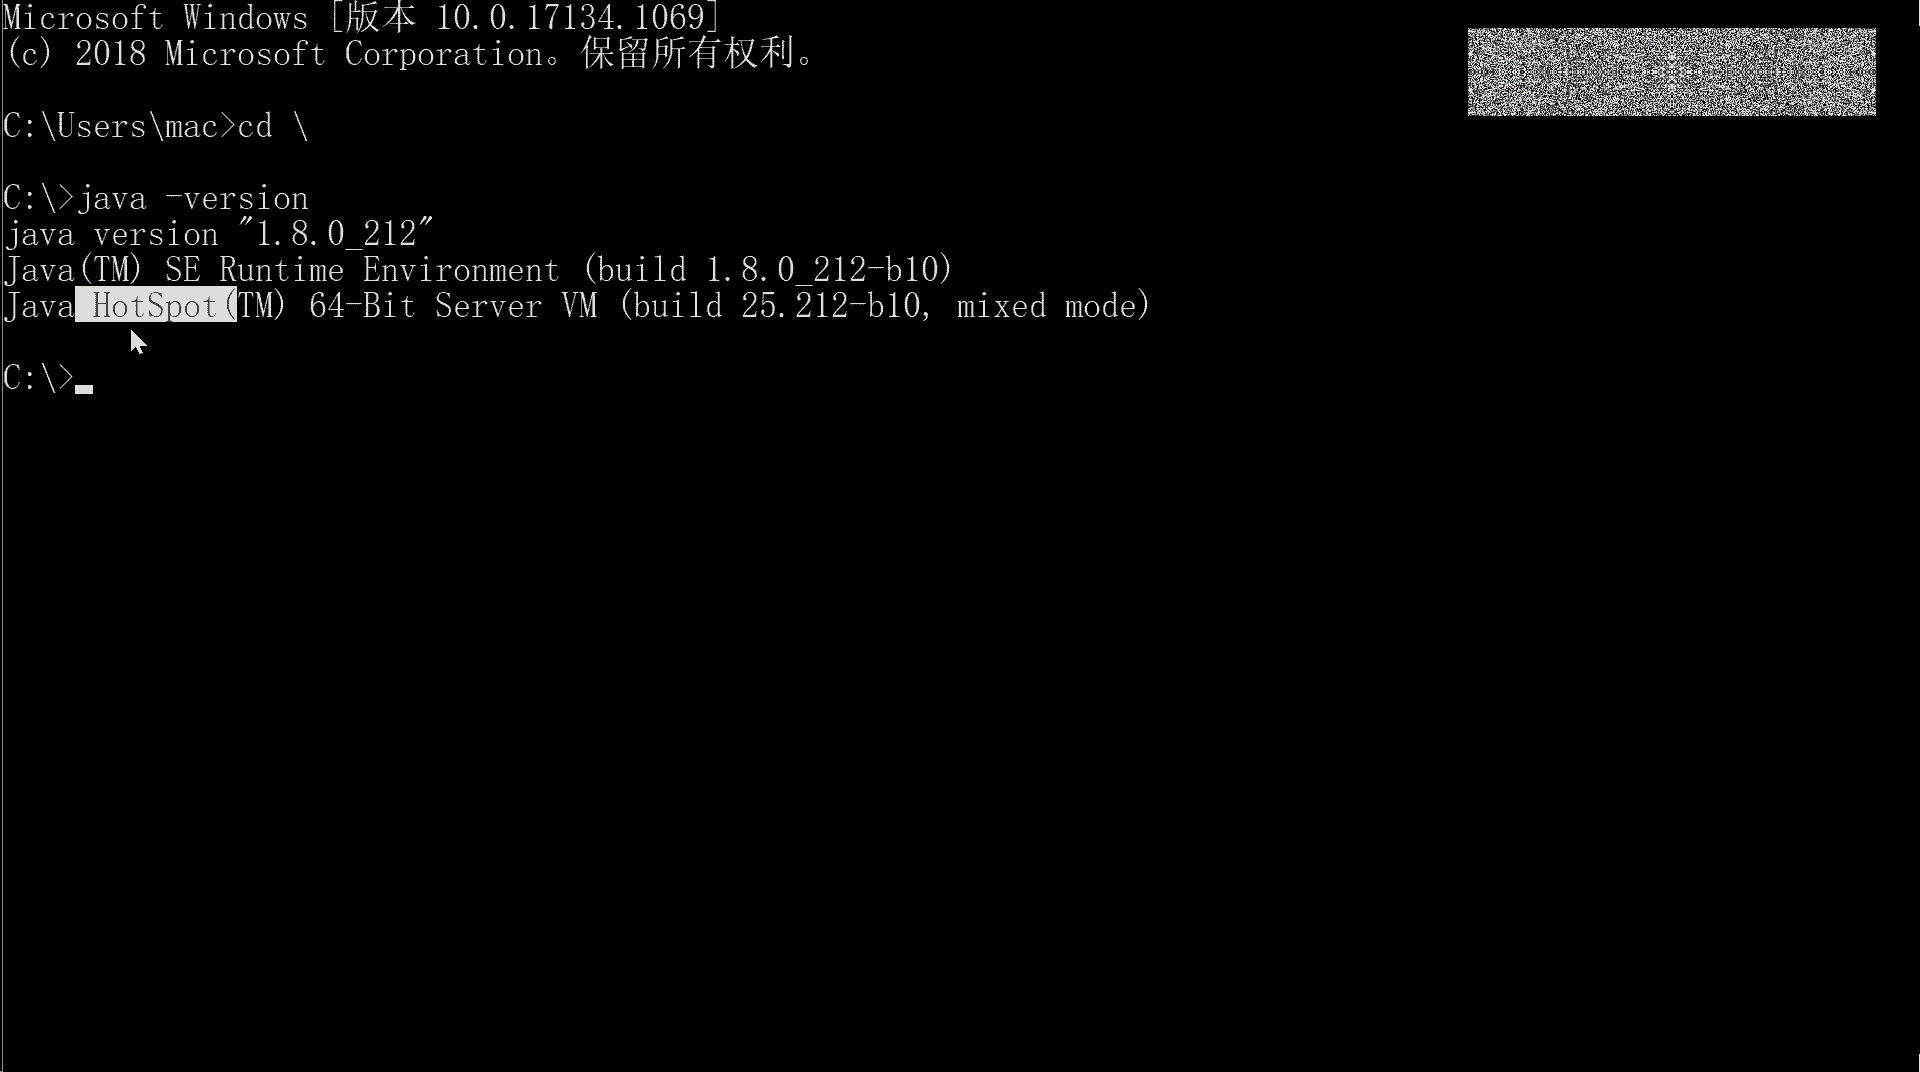 Microsoft Windows [版本 10.0.17134.1069]
(c) 2018 Microsoft Corporation。保留所有权利。
C:\Users\mac>cd \
C:\>java -version
java version "1.8.0_212"
Java(TM) SE Runtime Environment (build 1.8.0_212-b10)
Java HotSpot(TM) 64-Bit Server VM (build 25.212-b10, mixed mode)
C:\>